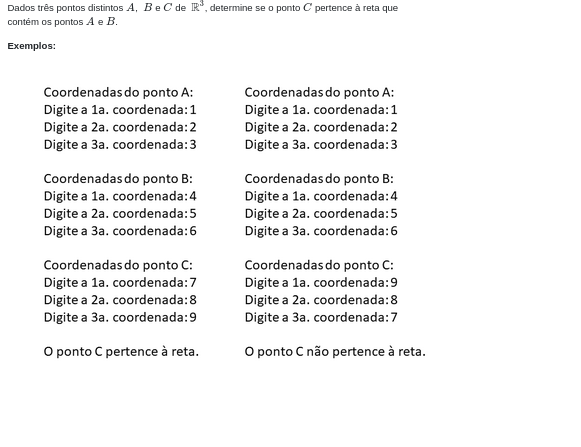 Dados três pontos distintos A, B e C de ℝ³, determine se o ponto C pertence à reta que
contém os pontos A e B.
Exemplos:
Coordenadas do ponto A:
Digite a 1a. coordenada:1
Digite a 2a. coordenada:2
Digite a 3a. coordenada:3
Coordenadas do ponto B:
Digite a 1a. coordenada:4
Digite a 2a. coordenada:5
Digite a 3a. coordenada:6
Coordenadas do ponto C:
Digite a 1a. coordenada:7
Digite a 2a. coordenada:8
Digite a 3a. coordenada:9
O ponto C pertence à reta.
Coordenadas do ponto A:
Digite a 1a. coordenada:1
Digite a 2a. coordenada:2
Digite a 3a. coordenada:3
Coordenadas do ponto B:
Digite a 1a. coordenada:4
Digite a 2a. coordenada:5
Digite a 3a. coordenada:6
Coordenadas do ponto C:
Digite a 1a. coordenada:9
Digite a 2a. coordenada:8
Digite a 3a. coordenada:7
O ponto C não pertence à reta.